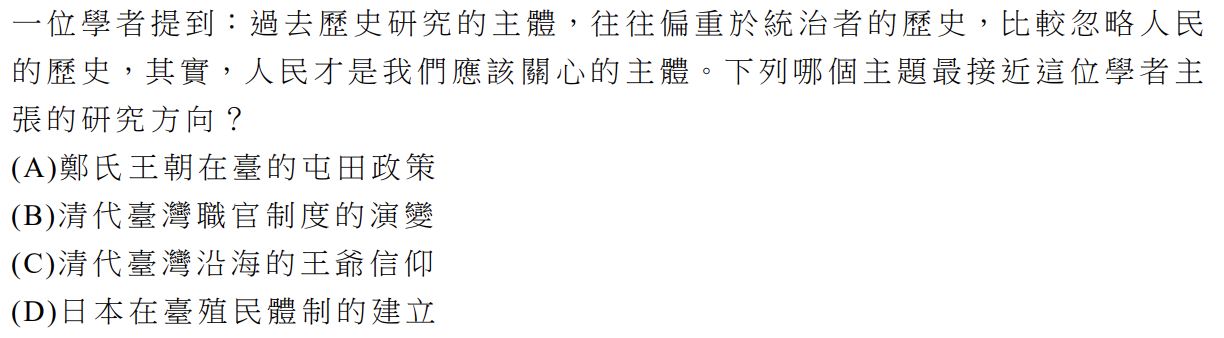 一位學者提到：過去歷史研究的主體，往往偏重於統治者的歷史，比較忽略人民
的歷史，其實，人民才是我們應該關心的主體。下列哪個主題最接近這位學者主
張的研究方向？
(A)鄭氏王朝在臺的屯田政策
(B)清代臺灣職官制度的演變
(C)清代臺灣沿海的王爺信仰
(D)日本在臺殖民體制的建立